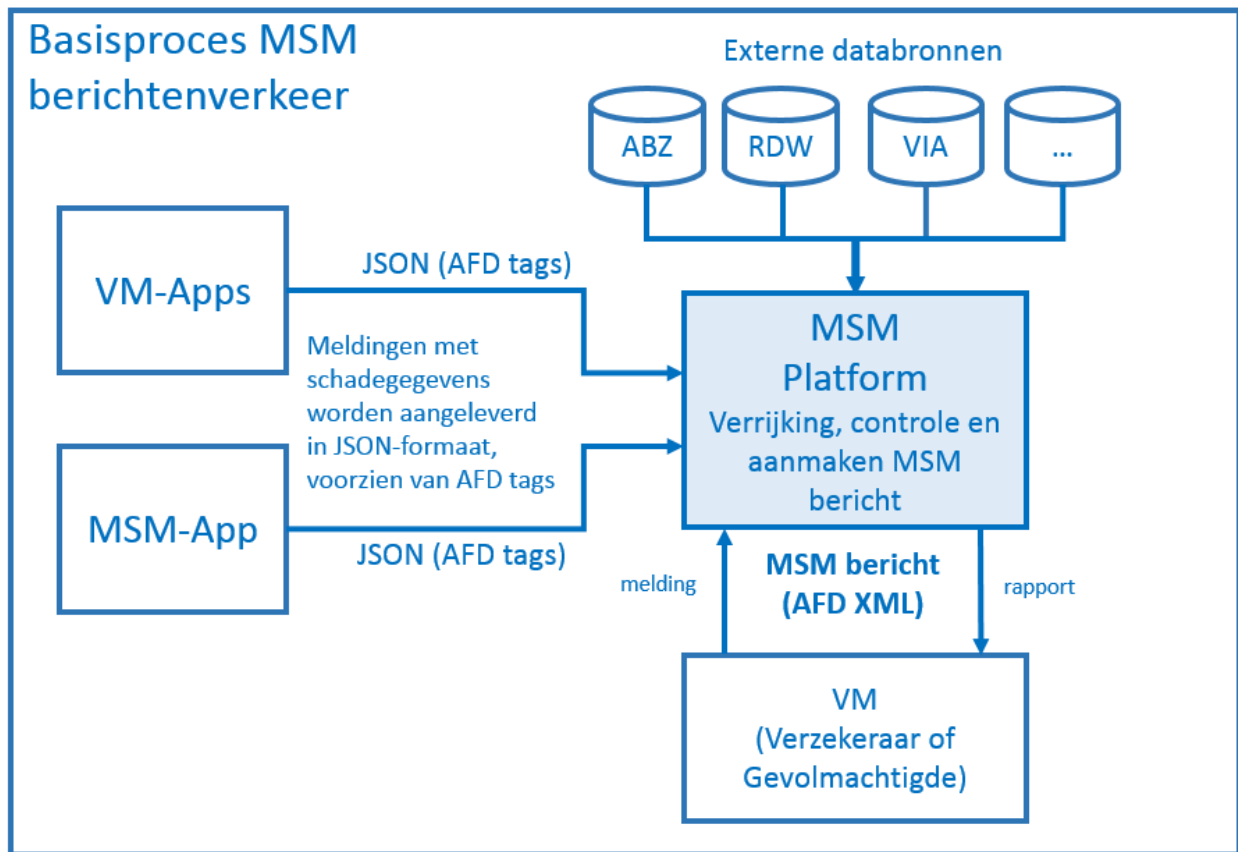 Basisproces MSM
berichtenverkeer
Externe databronnen
ABZ
RDW
VIA
...
VM-Apps
JSON (AFD tags)
Meldingen met
schadegegevens
worden aangeleverd
in JSON-formaat,
voorzien van AFD tags
MSM-App
JSON (AFD tags)
MSM
Platform
Verrijking, controle en
aanmaken MSM
bericht
melding
MSM bericht
(AFD XML)
rapport
VM
(Verzekeraar of
Gevolmachtigde)